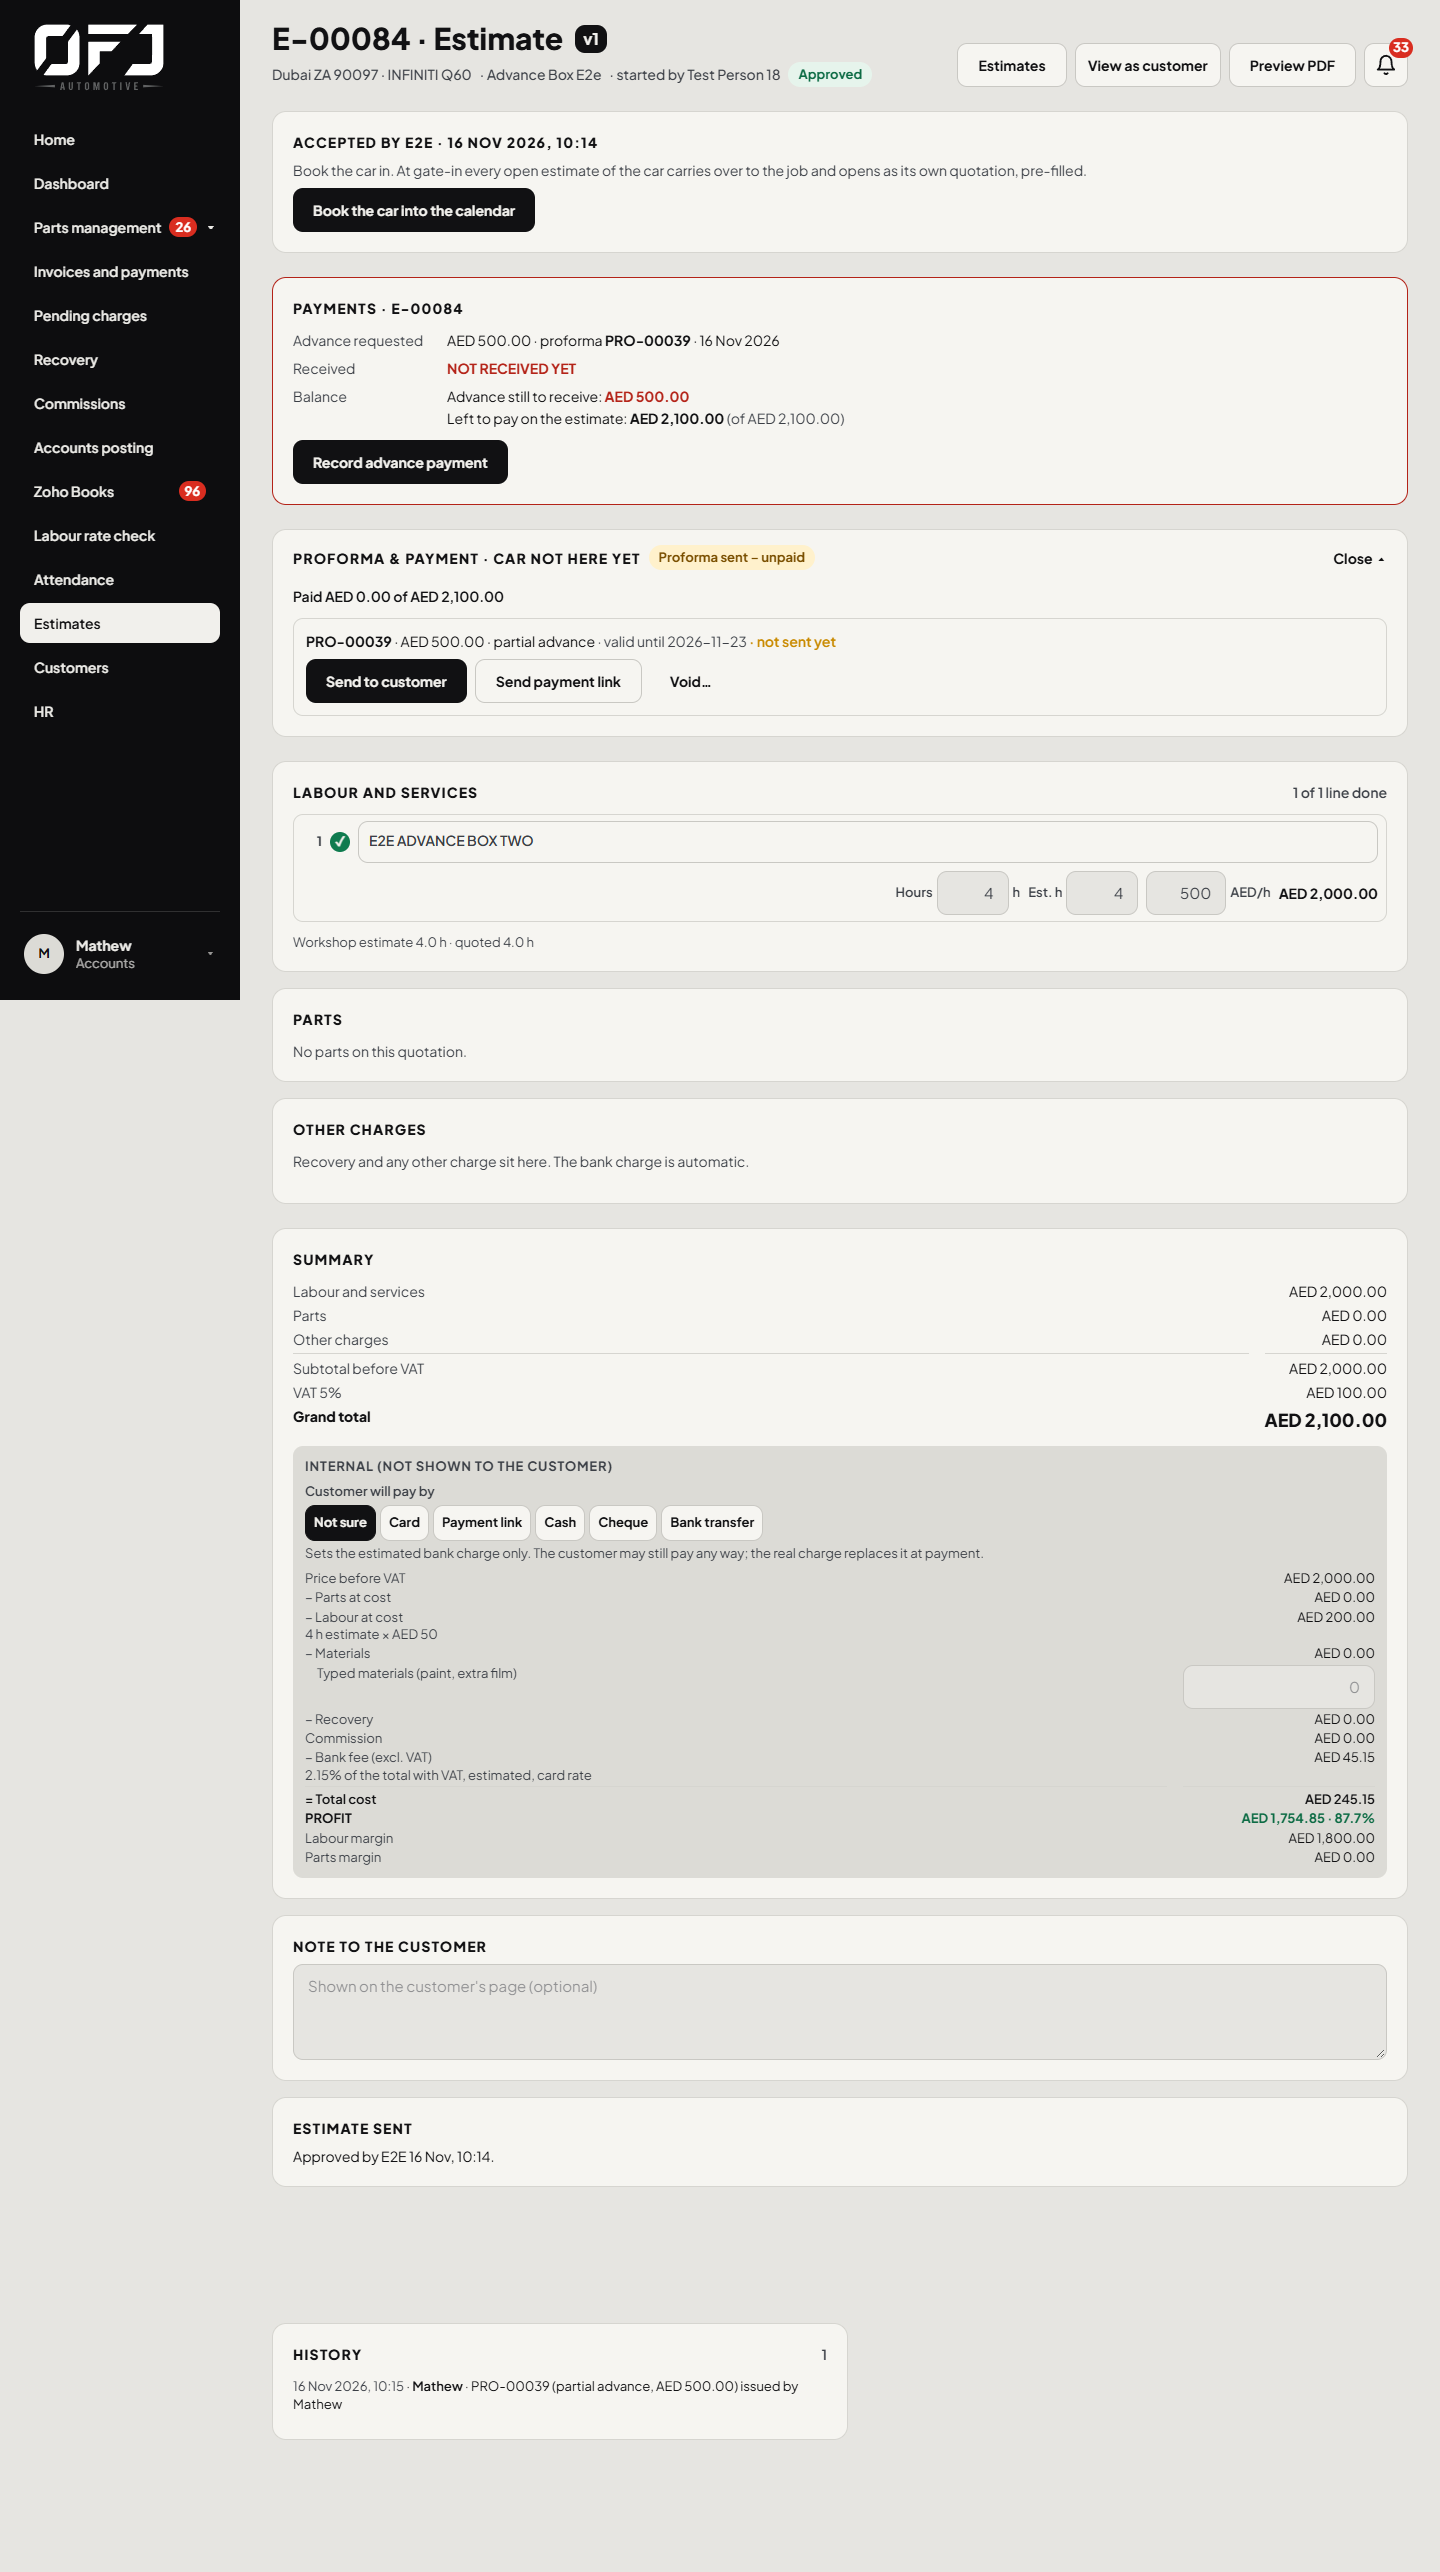 OFJ
AUTOMOTIVE
Home
Dashboard
Parts management 26
Invoices and payments
Pending charges
Recovery
Commissions
Accounts posting
Zoho Books 96
Labour rate check
Attendance
Estimates
Customers
HR
M
Mathew
Accounts
E-00084 · Estimate v1
Dubai ZA 90097 · INFINITI Q60 · Advance Box E2e · started by Test Person 18 Approved
Estimates
View as customer
Preview PDF
33
ACCEPTED BY E2E · 16 NOV 2026, 10:14
Book the car in. At gate-in every open estimate of the car carries over to the job and opens as its own quotation, pre-filled.
Book the car into the calendar
PAYMENTS · E-00084
Advance requested AED 500.00 · proforma PRO-00039 · 16 Nov 2026
Received NOT RECEIVED YET
Balance Advance still to receive: AED 500.00
Left to pay on the estimate: AED 2,100.00 (of AED 2,100.00)
Record advance payment
PROFORMA & PAYMENT · CAR NOT HERE YET Proforma sent – unpaid Close
Paid AED 0.00 of AED 2,100.00
PRO-00039 · AED 500.00 · partial advance · valid until 2026-11-23 · not sent yet
Send to customer Send payment link Void...
LABOUR AND SERVICES 1 of 1 line done
1 E2E ADVANCE BOX TWO
Hours 4 h Est. h 4 500 AED/h AED 2,000.00
Workshop estimate 4.0 h · quoted 4.0 h
PARTS
No parts on this quotation.
OTHER CHARGES
Recovery and any other charge sit here. The bank charge is automatic.
SUMMARY
Labour and services AED 2,000.00
Parts AED 0.00
Other charges AED 0.00
Subtotal before VAT AED 2,000.00
VAT 5% AED 100.00
Grand total AED 2,100.00
INTERNAL (NOT SHOWN TO THE CUSTOMER)
Customer will pay by
Not sure Card Payment link Cash Cheque Bank transfer
Sets the estimated bank charge only. The customer may still pay any way; the real charge replaces it at payment.
Price before VAT AED 2,000.00
– Parts at cost AED 0.00
– Labour at cost AED 200.00
4 h estimate × AED 50
– Materials AED 0.00
Typed materials (paint, extra film) 0
– Recovery AED 0.00
Commission AED 0.00
– Bank fee (excl. VAT) AED 45.15
2.15% of the total with VAT, estimated, card rate
= Total cost AED 245.15
PROFIT AED 1,754.85 · 87.7%
Labour margin AED 1,800.00
Parts margin AED 0.00
NOTE TO THE CUSTOMER
Shown on the customer's page (optional)
ESTIMATE SENT
Approved by E2E 16 Nov, 10:14.
HISTORY 1
16 Nov 2026, 10:15 · Mathew · PRO-00039 (partial advance, AED 500.00) issued by
Mathew